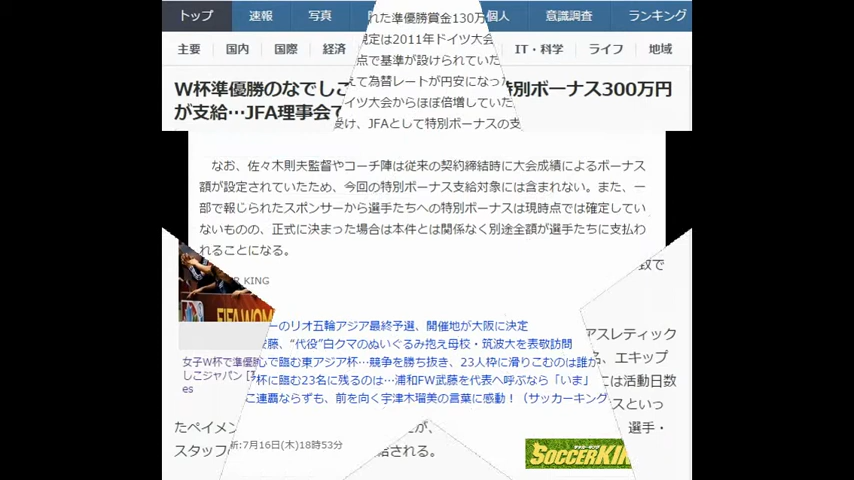 トップ 速報 写真 個人 意識調査 ランキング
主要 国内 国際 経済 IT・科学 ライフ 地域
れた準優勝賞金130万
規定は2011年ドイツ大会
点で基準が設けられていた
えて為替レートが円安になった
イツ大会からほぼ倍増していた
受け、JFAとして特別ボーナスの支
W杯準優勝のなでしこ 特別ボーナス300万円
が支給…JFA理事会で
なお、佐々木則夫監督やコーチ陣は従来の契約締結時に大会成績によるボーナス
額が設定されていたため、今回の特別ボーナス支給対象には含まれない。また、一
部で報じられたスポンサーから選手たちへの特別ボーナスは現時点では確定してい
ないものの、正式に決まった場合は本件とは関係なく別途全額が選手たちに支払わ
れることになる。
KING
FIFA WOM
ーのリオ五輪アジア最終予選、開催地が大阪に決定
藤、“代役”白クマのぬいぐるみ抱え母校・筑波大を表敬訪問
心で臨む東アジア杯…競争を勝ち抜き、23人枠に滑りこむのは誰か
杯に臨む23名に残るのは…浦和FW武藤を代表へ呼ぶなら「いま」
連覇ならずも、前を向く宇津木瑠美の言葉に感動！（サッカーキング
女子W杯で準優勝
しこジャパン
es
アスレティック
、エキップ
には活動日数
スといっ
選手・
たペイメン
が、
スタッフ
される。
新:7月16日(木)18時53分
SOCCERKIN